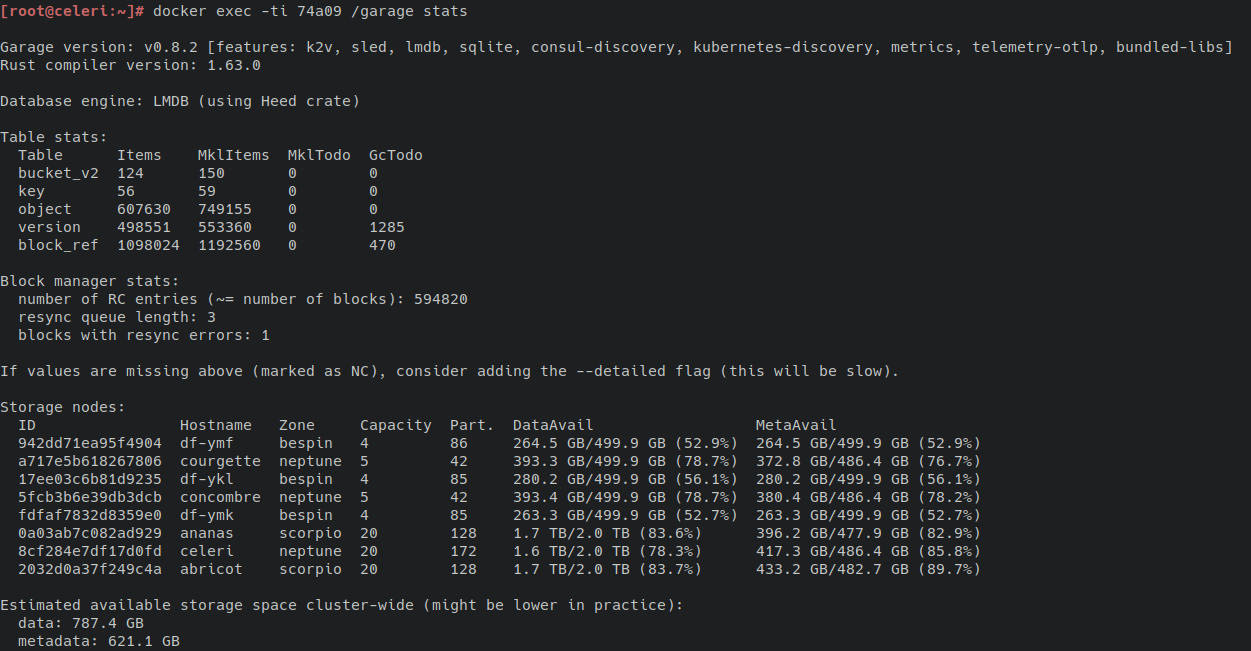 [root@celeri:~]# docker exec -ti 74a09 /garage stats
Garage version: v0.8.2 [features: k2v, sled, lmdb, sqlite, consul-discovery, kubernetes-discovery, metrics, telemetry-otlp, bundled-libs]
Rust compiler version: 1.63.0
Database engine: LMDB (using Heed crate)
Table stats:
  Table      Items    MklItems  MklTodo  GcTodo
  bucket_v2  124      150       0        0
  key        56       59        0        0
  object     607630   749155    0        0
  version    498551   553360    0        1285
  block_ref  1098024  1192560   0        470
Block manager stats:
  number of RC entries (~= number of blocks): 594820
  resync queue length: 3
  blocks with resync errors: 1
If values are missing above (marked as NC), consider adding the --detailed flag (this will be slow).
Storage nodes:
  ID                Hostname   Zone     Capacity  Part.  DataAvail                  MetaAvail
  942dd71ea95f4904  df-ymf     bespin   4         86     264.5 GB/499.9 GB (52.9%)  264.5 GB/499.9 GB (52.9%)
  a717e5b618267806  courgette  neptune  5         42     393.3 GB/499.9 GB (78.7%)  372.8 GB/486.4 GB (76.7%)
  17ee03c6b81d9235  df-ykl     bespin   4         85     280.2 GB/499.9 GB (56.1%)  280.2 GB/499.9 GB (56.1%)
  5fcb3b6e39db3dcb  concombre  neptune  5         42     393.4 GB/499.9 GB (78.7%)  380.4 GB/486.4 GB (78.2%)
  fdfaf7832d8359e0  df-ymk     bespin   4         85     263.3 GB/499.9 GB (52.7%)  263.3 GB/499.9 GB (52.7%)
  0a03ab7c082ad929  ananas     scorpio  20        128    1.7 TB/2.0 TB (83.6%)      396.2 GB/477.9 GB (82.9%)
  8cf284e7df17d0fd  celeri     neptune  20        172    1.6 TB/2.0 TB (78.3%)      417.3 GB/486.4 GB (85.8%)
  2032d0a37f249c4a  abricot    scorpio  20        128    1.7 TB/2.0 TB (83.7%)      433.2 GB/482.7 GB (89.7%)
Estimated available storage space cluster-wide (might be lower in practice):
  data: 787.4 GB
  metadata: 621.1 GB